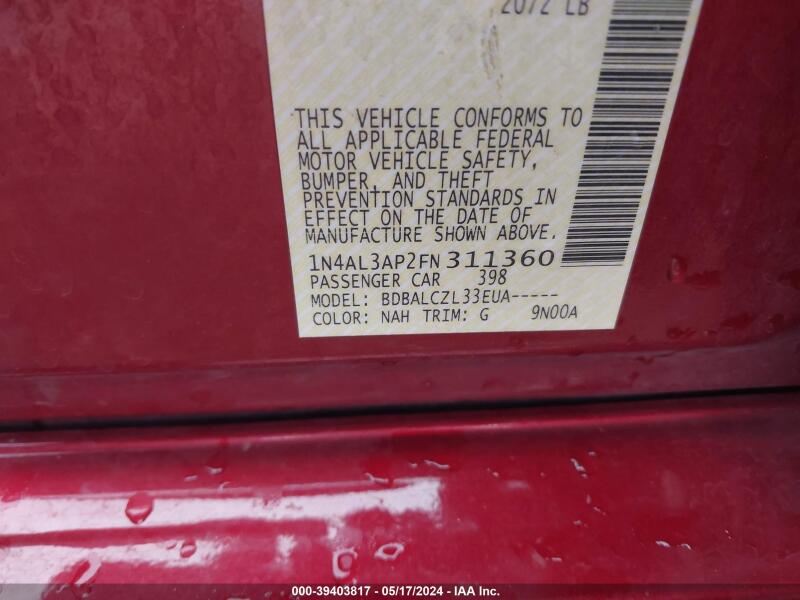 2072 LB
THIS VEHICLE CONFORMS TO
ALL APPLICABLE FEDERAL
MOTOR VEHICLE SAFETY,
BUMPER, AND THEFT
PREVENTION STANDARDS IN
EFFECT ON THE DATE OF
MANUFACTURE SHOWN ABOVE.
1N4AL3AP2FN311360
PASSENGER CAR 398
MODEL: BDBALCZL33EUA-----
COLOR: NAH TRIM: G 9N00A
000-39403817 - 05/17/2024 - IAA Inc.